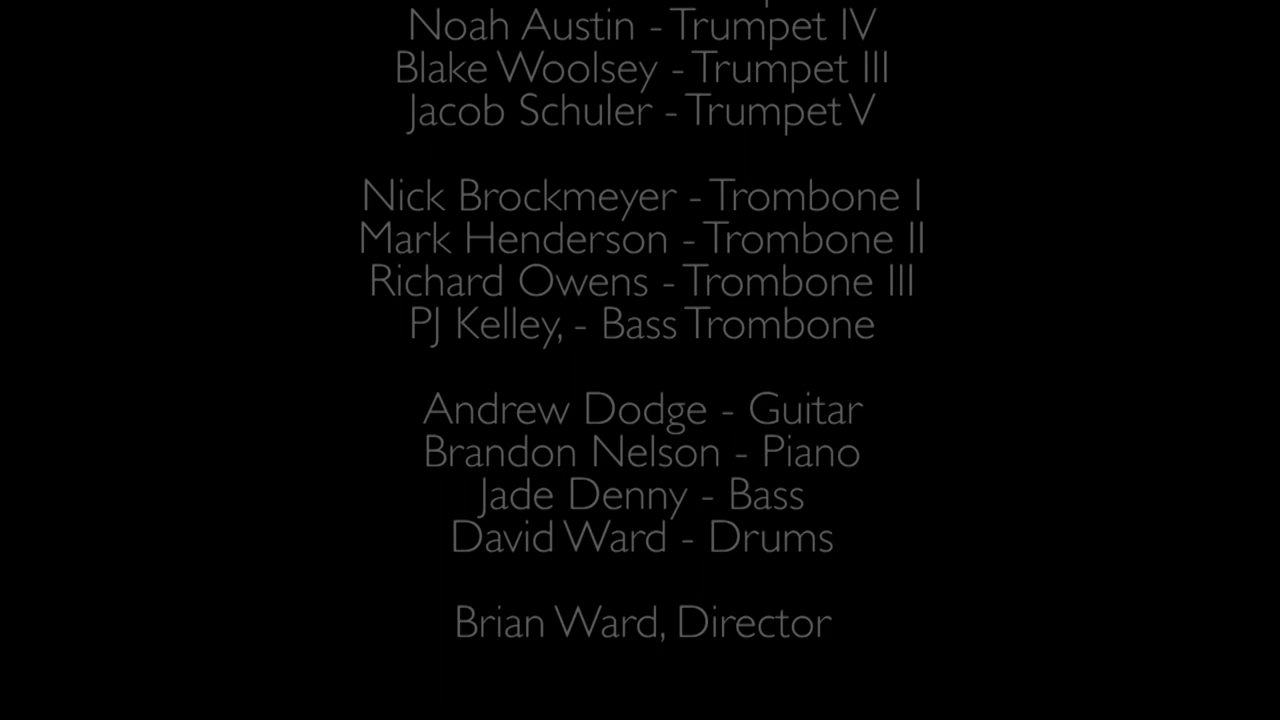 Noah Austin - Trumpet IV
Blake Woolsey - Trumpet III
Jacob Schuler - Trumpet V
Nick Brockmeyer - Trombone I
Mark Henderson - Trombone II
Richard Owens - Trombone III
PJ Kelley, - Bass Trombone
Andrew Dodge - Guitar
Brandon Nelson - Piano
Jade Denny - Bass
David Ward - Drums
Brian Ward, Director